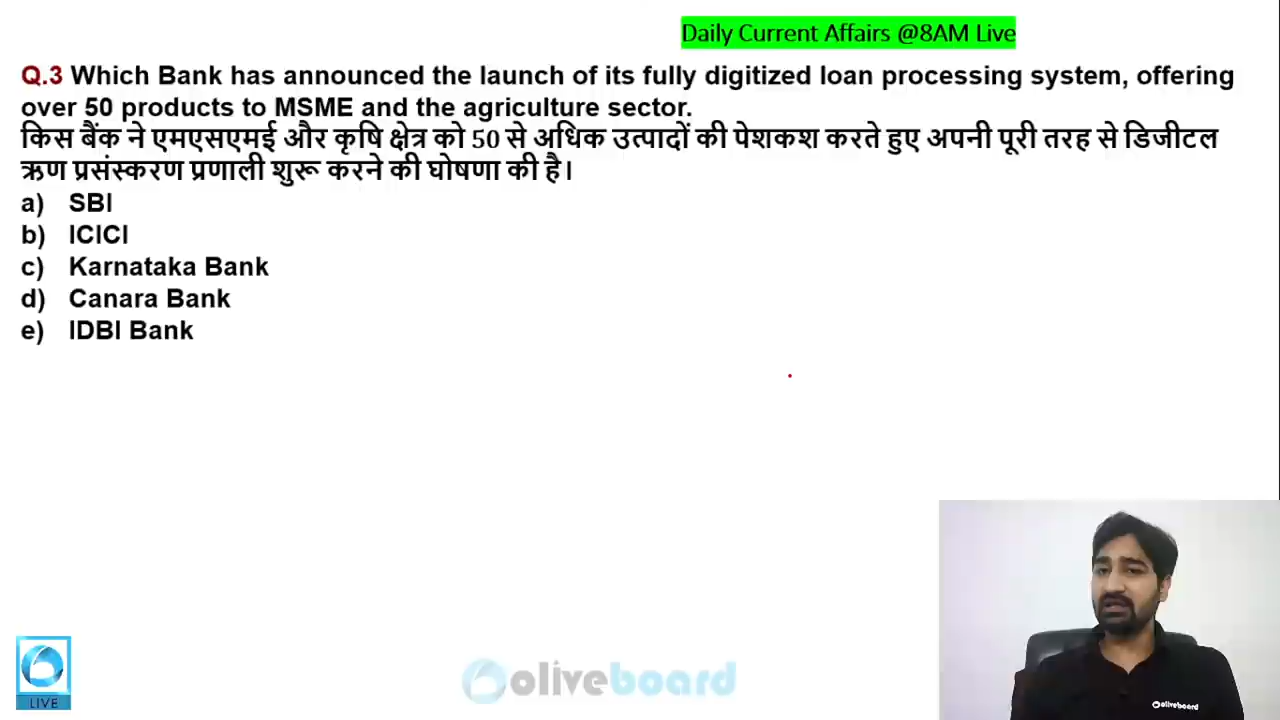 Daily Current Affairs @8AM Live
Q.3 Which Bank has announced the launch of its fully digitized loan processing system, offering
over 50 products to MSME and the agriculture sector.
किस बैंक ने एमएसएमई और कृषि क्षेत्र को 50 से अधिक उत्पादों की पेशकश करते हुए अपनी पूरी तरह से डिजीटल
ऋण प्रसंस्करण प्रणाली शुरू करने की घोषणा की है।
a) SBI
b) ICICI
c) Karnataka Bank
d) Canara Bank
e) IDBI Bank
LIVE
oliveboard
oliveboard